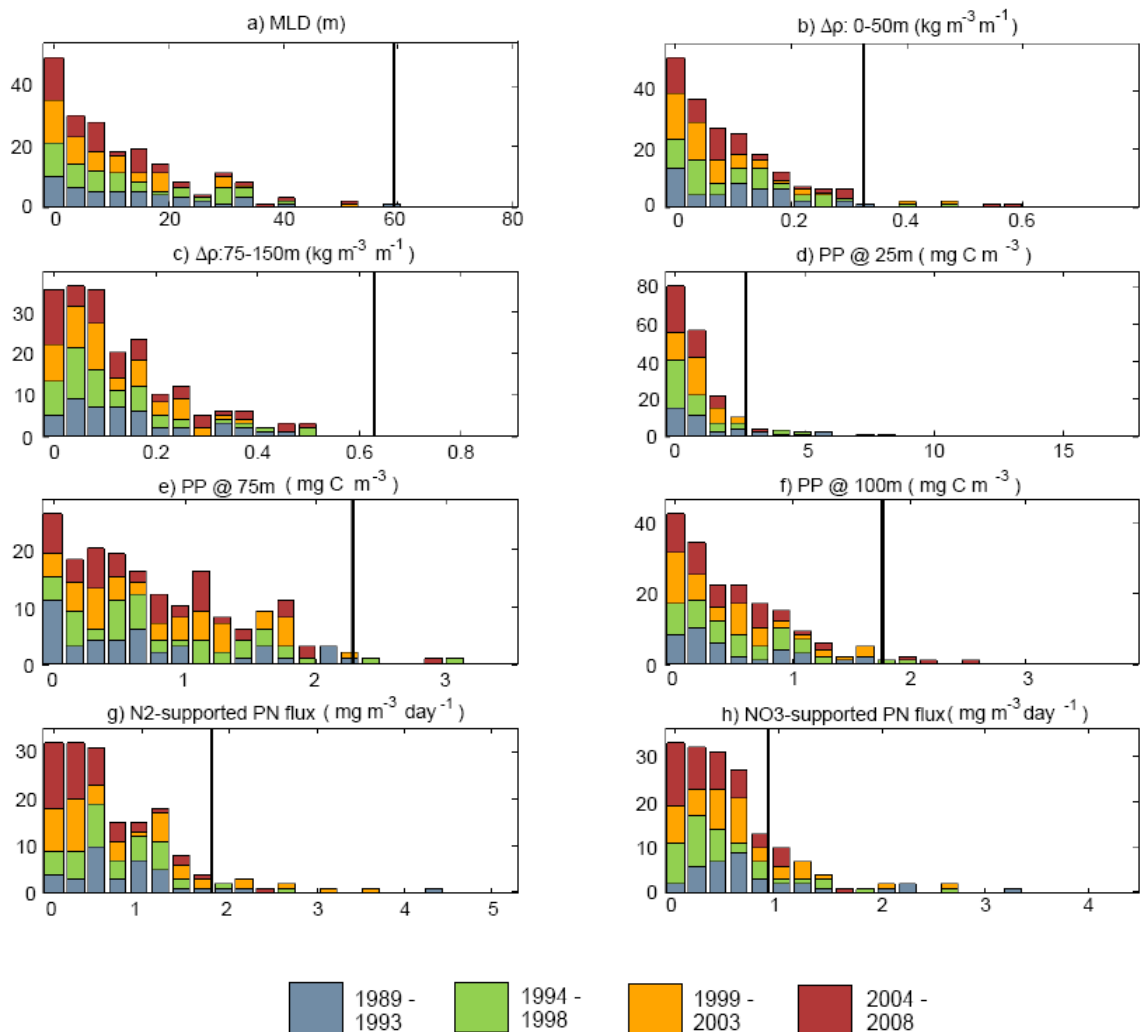 a) MLD (m)
40
20
0
0 20 40 60 80
b) Δρ: 0-50m (kg m⁻³ m⁻¹)
40
20
0
0 0.2 0.4 0.6
c) Δρ:75-150m (kg m⁻³ m⁻¹)
30
20
10
0
0 0.2 0.4 0.6 0.8
d) PP @ 25m ( mg C m⁻³)
80
60
40
20
0
0 5 10 15
e) PP @ 75m ( mg C m⁻³)
20
10
0
0 1 2 3
f) PP @ 100m ( mg C m⁻³)
40
20
0
0 1 2 3
g) N2-supported PN flux ( mg m⁻³ day⁻¹)
30
20
10
0
0 1 2 3 4 5
h) NO3-supported PN flux( mg m⁻³ day⁻¹)
30
20
10
0
0 1 2 3 4
1989 -
1993
1994 -
1998
1999 -
2003
2004 -
2008